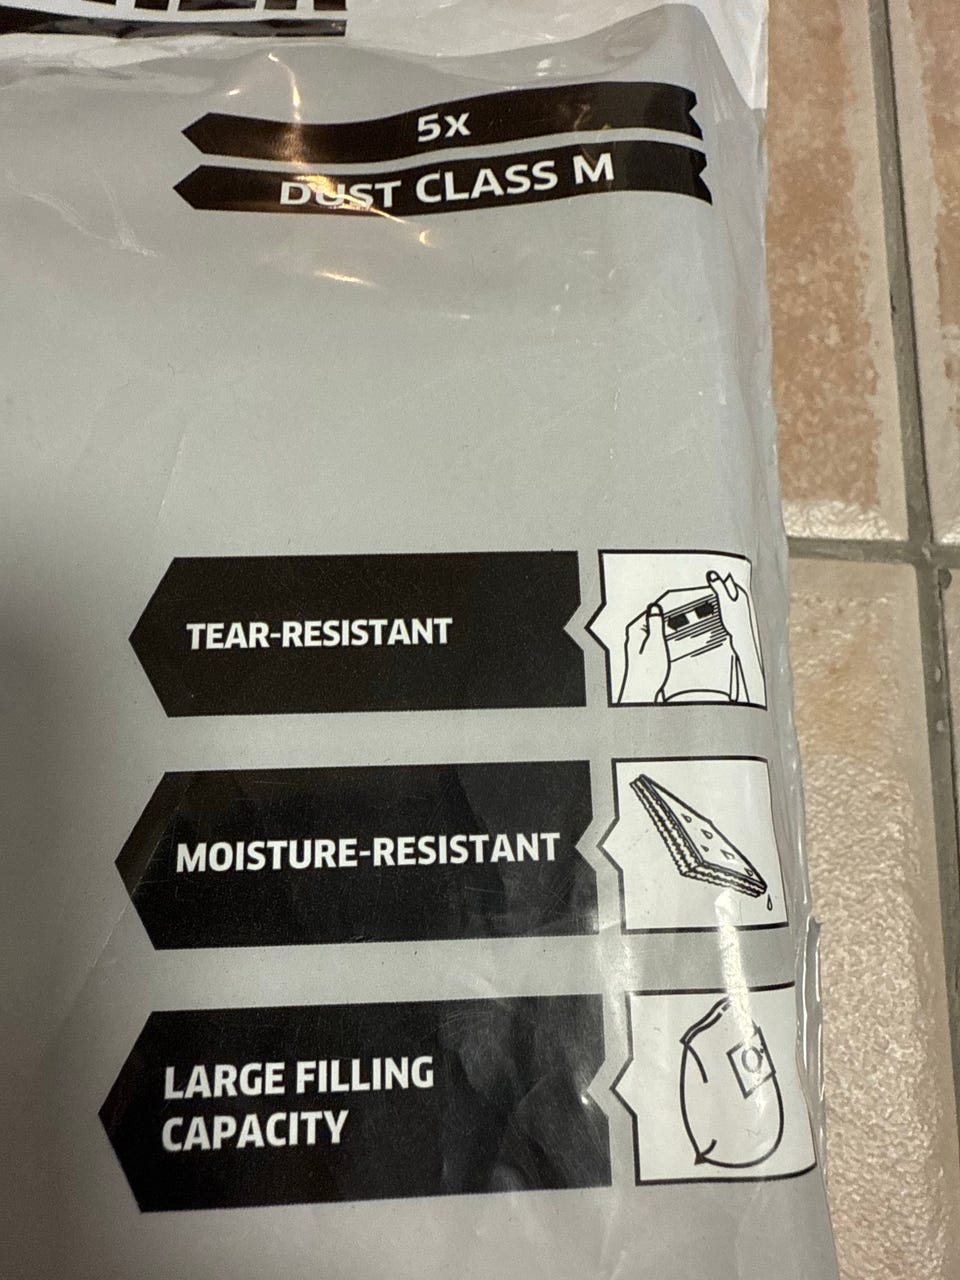 5x
DUST CLASS M
TEAR-RESISTANT
MOISTURE-RESISTANT
LARGE FILLING
CAPACITY